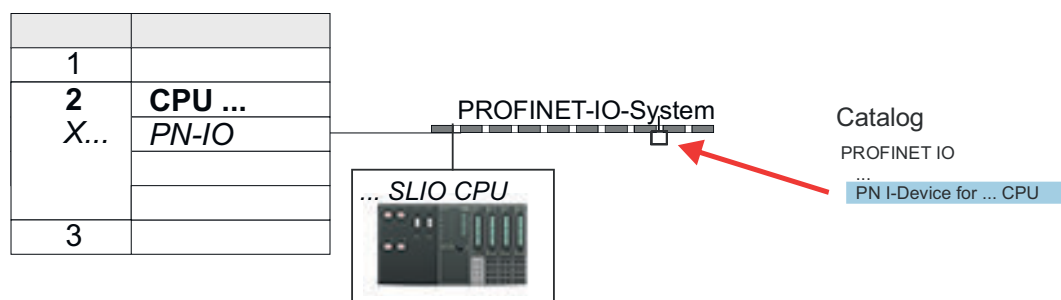 1
2 CPU ...
X... PN-IO
3
PROFINET-IO-System
... SLIO CPU
Catalog
PROFINET IO
...
PN I-Device for ... CPU